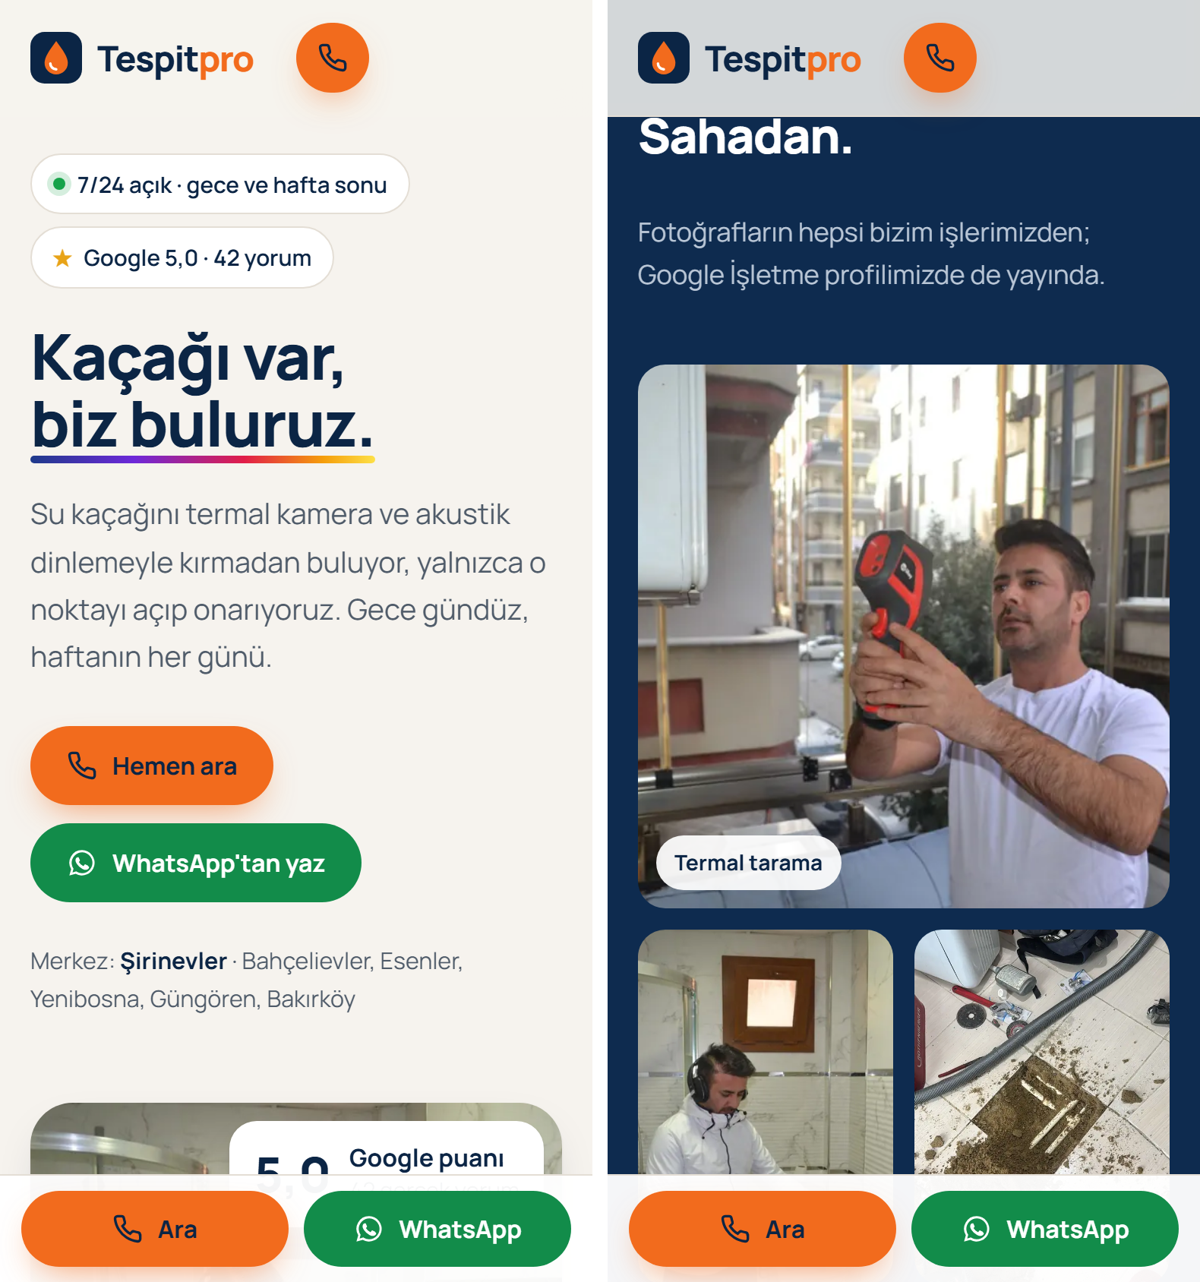 Tespitpro
7/24 açık · gece ve hafta sonu
Google 5,0 · 42 yorum
Kaçağı var,
biz buluruz.
Su kaçağını termal kamera ve akustik
dinlemeyle kırmadan buluyor, yalnızca o
noktayı açıp onarıyoruz. Gece gündüz,
haftanın her günü.
Hemen ara
WhatsApp'tan yaz
Merkez: Şirinevler · Bahçelievler, Esenler,
Yenibosna, Güngören, Bakırköy
5,0
Google puanı
Ara
WhatsApp
Tespitpro
Sahadan.
Fotoğrafların hepsi bizim işlerimizden;
Google İşletme profilimizde de yayında.
Termal tarama
Ara
WhatsApp